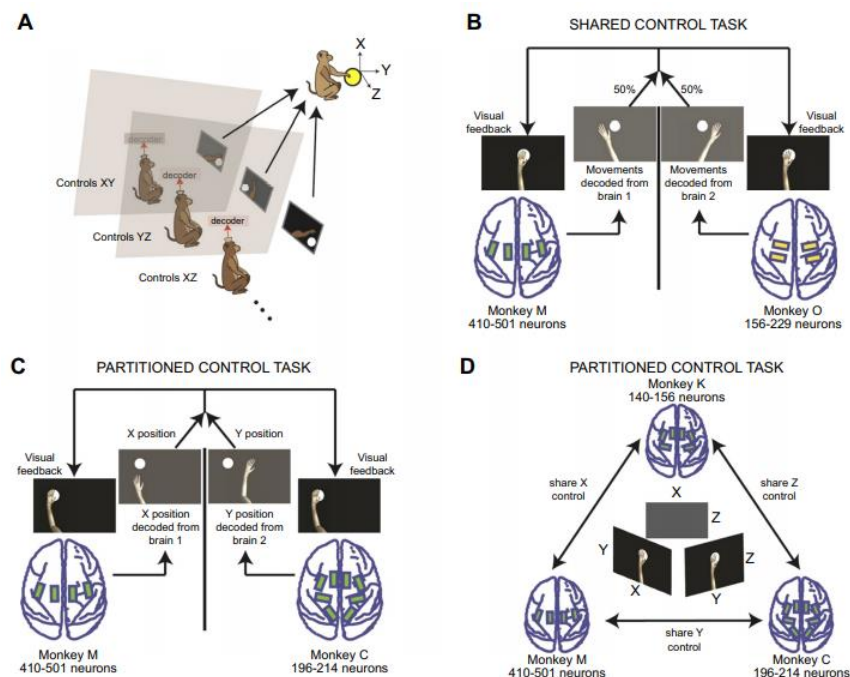 A
X
Y
Z
decoder
Controls XY
decoder
Controls YZ
decoder
Controls XZ
B
SHARED CONTROL TASK
50% 50%
Visual
feedback
Visual
feedback
Movements
decoded from
brain 1
Movements
decoded from
brain 2
Monkey M
410-501 neurons
Monkey O
156-229 neurons
C
PARTITIONED CONTROL TASK
X position
Y position
Visual
feedback
Visual
feedback
X position
decoded from
brain 1
Y position
decoded from
brain 2
Monkey M
410-501 neurons
Monkey C
196-214 neurons
D
PARTITIONED CONTROL TASK
Monkey K
140-156 neurons
share X
control
share Z
control
X
Z
Y
X
Z
Y
share Y
control
Monkey M
410-501 neurons
Monkey C
196-214 neurons